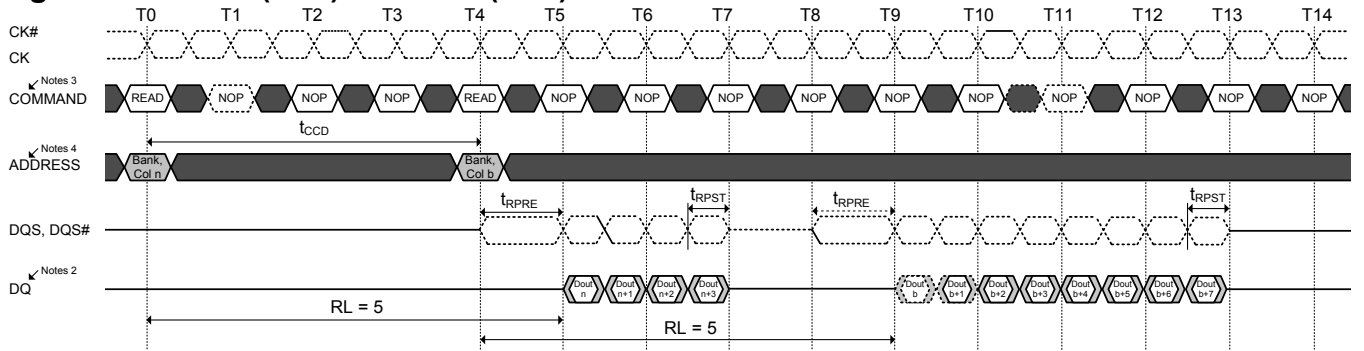 T0 T1 T2 T3 T4 T5 T6 T7 T8 T9 T10 T11 T12 T13 T14
CK#
CK
Notes 3
COMMAND READ NOP NOP NOP READ NOP NOP NOP NOP NOP NOP NOP NOP NOP NOP
tCCD
Notes 4
ADDRESS
Bank, Col n
Bank, Col b
tRPRE tRPST tRPRE tRPST
DQS, DQS#
Notes 2
DQ
Dout n
Dout n+1
Dout n+2
Dout n+3
Dout b
Dout b+1
Dout b+2
Dout b+3
Dout b+4
Dout b+5
Dout b+6
Dout b+7
RL = 5
RL = 5